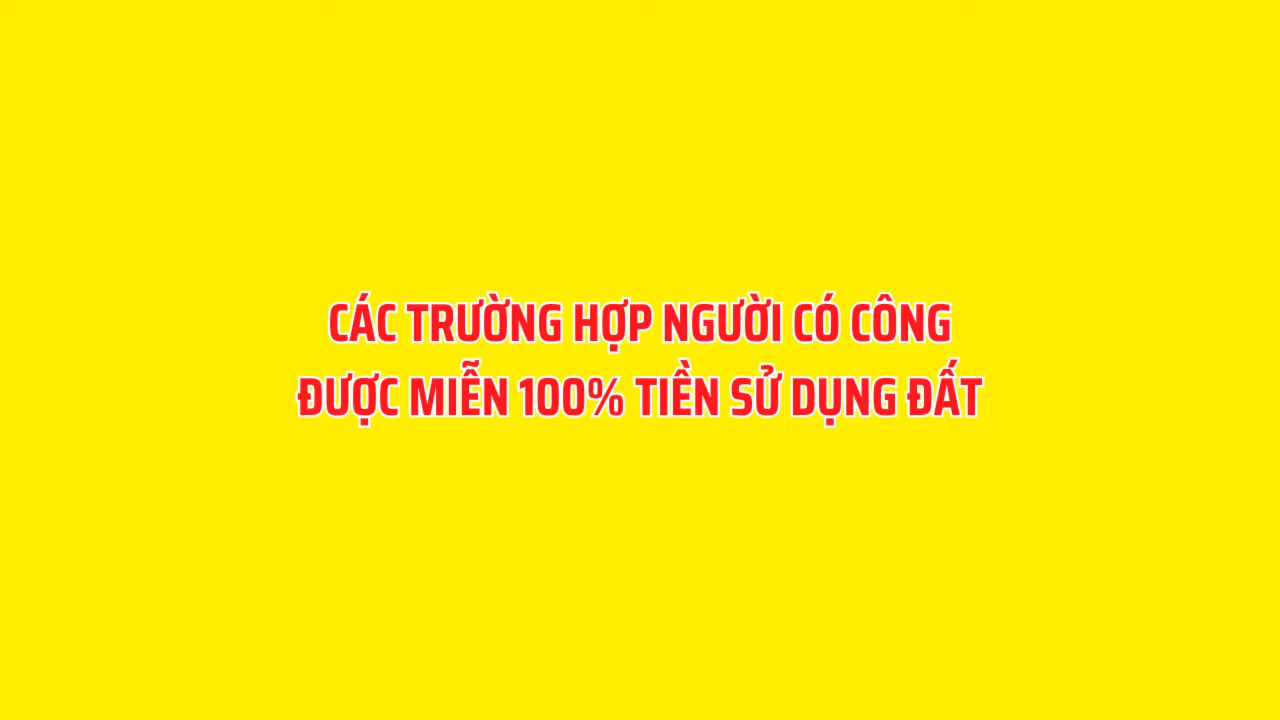 CÁC TRƯỜNG HỢP NGƯỜI CÓ CÔNG
ĐƯỢC MIỄN 100% TIỀN SỬ DỤNG ĐẤT